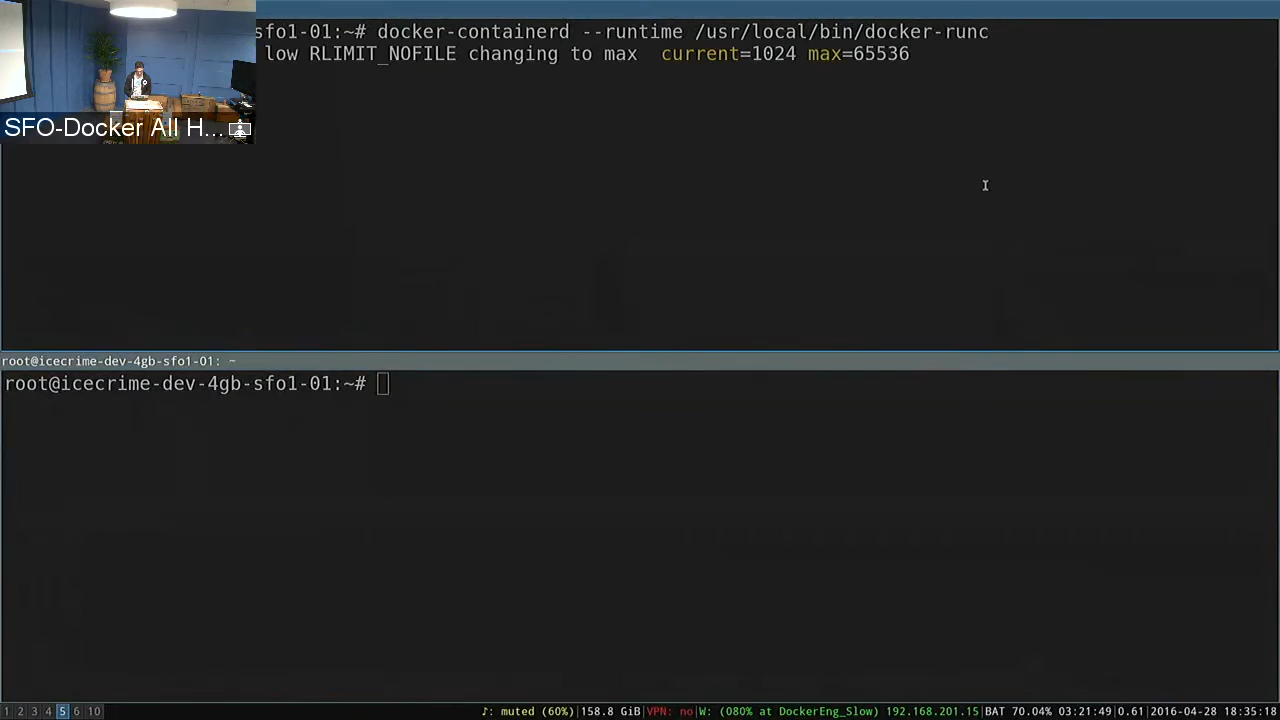 sfo1-01:~# docker-containerd --runtime /usr/local/bin/docker-runc
low RLIMIT_NOFILE changing to max current=1024 max=65536
SFO-Docker All H...
root@icecrime-dev-4gb-sfo1-01: ~
root@icecrime-dev-4gb-sfo1-01:~#
1 2 3 4 5 6 10 ♪: muted (60%)|158.8 GiB|VPN: no|W: (080% at DockerEng_Slow) 192.168.201.15|BAT 70.04% 03:21:49|0.61|2016-04-28 18:35:18